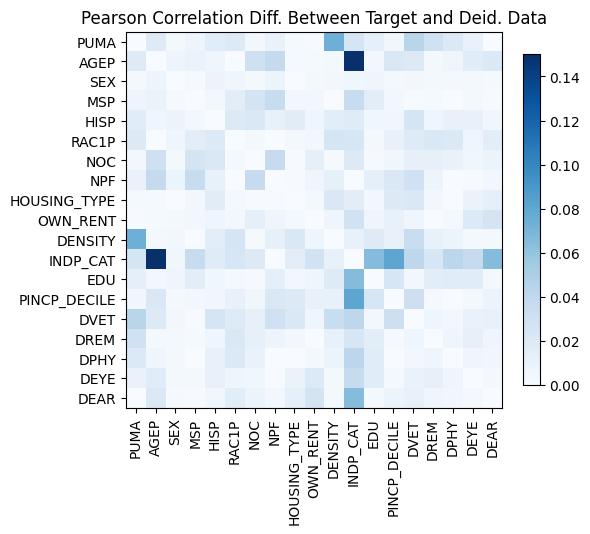 Pearson Correlation Diff. Between Target and Deid. Data
PUMA
AGEP
SEX
MSP
HISP
RAC1P
NOC
NPF
HOUSING_TYPE
OWN_RENT
DENSITY
INDP_CAT
EDU
PINCP_DECILE
DVET
DREM
DPHY
DEYE
DEAR
PUMA
AGEP
SEX
MSP
HISP
RAC1P
NOC
NPF
HOUSING_TYPE
OWN_RENT
DENSITY
INDP_CAT
EDU
PINCP_DECILE
DVET
DREM
DPHY
DEYE
DEAR
0.14
0.12
0.10
0.08
0.06
0.04
0.02
0.00